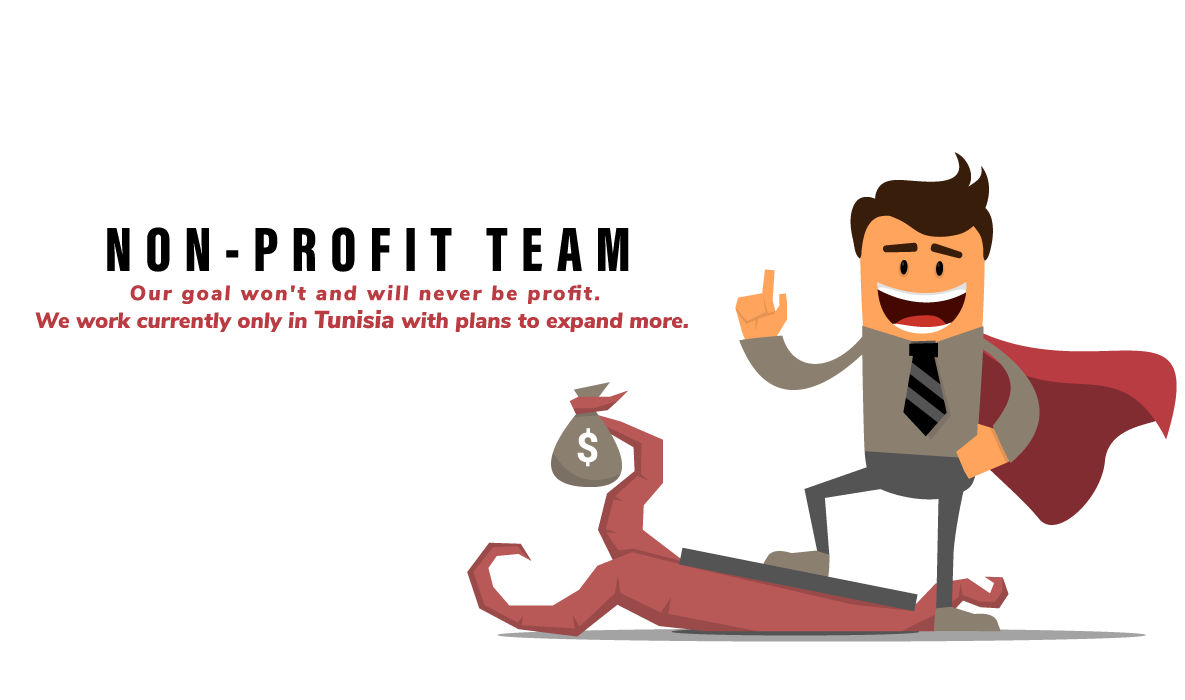 NON-PROFIT TEAM
Our goal won't and will never be profit.
We work currently only in Tunisia with plans to expand more.
$